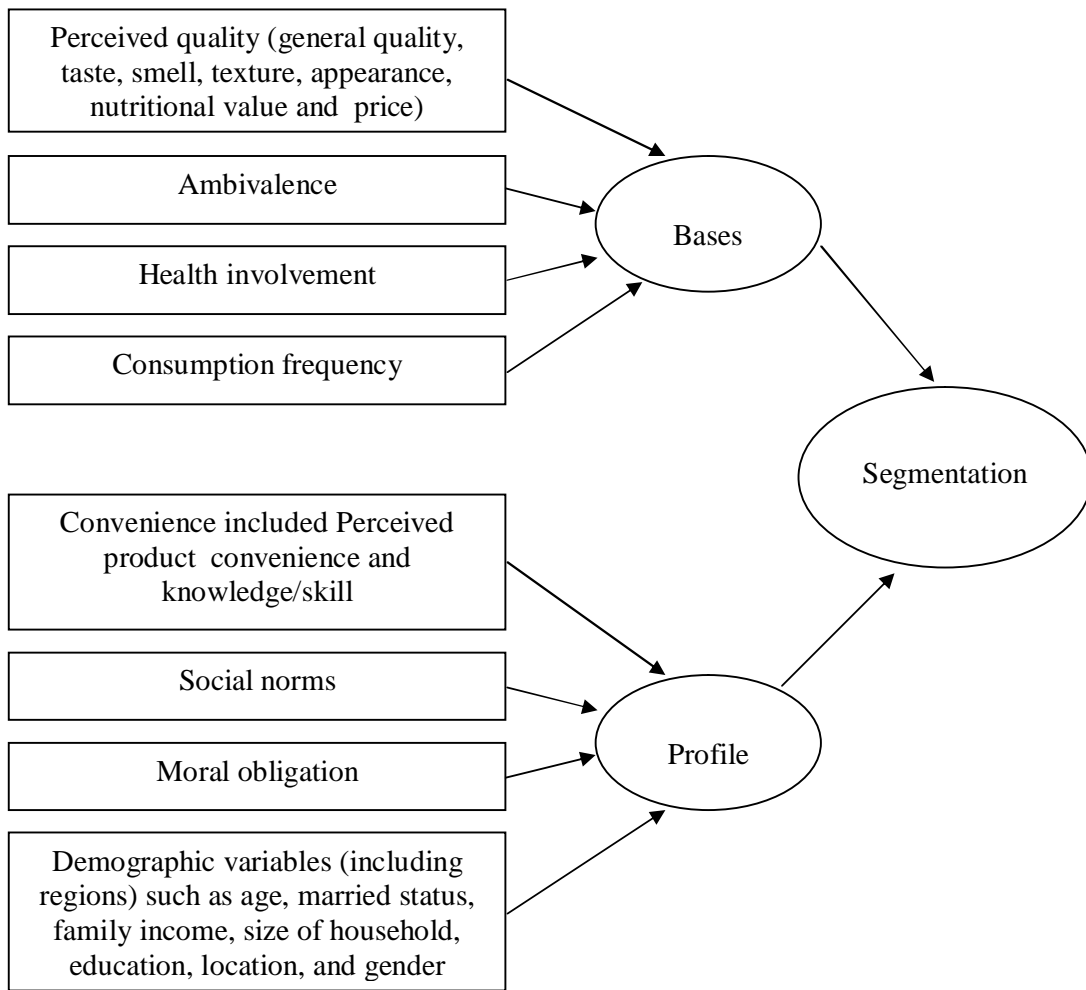 Perceived quality (general quality,
taste, smell, texture, appearance,
nutritional value and price)
Ambivalence
Health involvement
Consumption frequency
Bases
Segmentation
Convenience included Perceived
product convenience and
knowledge/skill
Social norms
Moral obligation
Profile
Demographic variables (including
regions) such as age, married status,
family income, size of household,
education, location, and gender